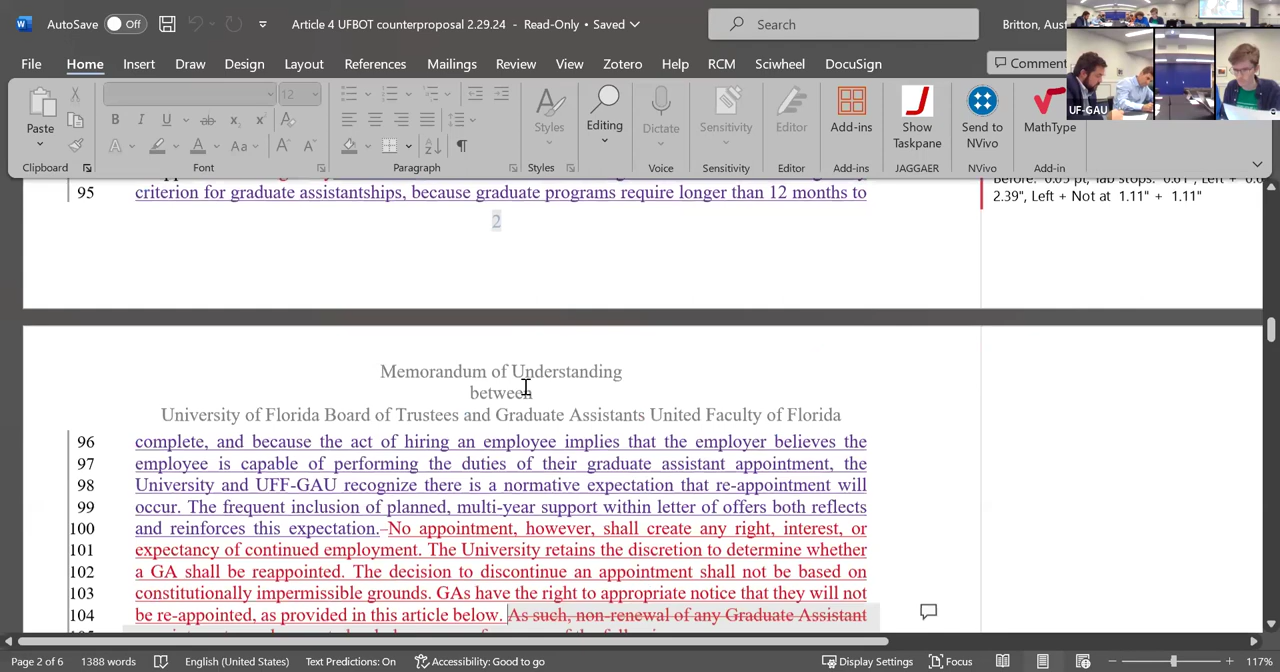 AutoSave Off Article 4 UFBOT counterproposal 2.29.24 - Read-Only • Saved Search Britton, Aust
File Home Insert Draw Design Layout References Mailings Review View Zotero Help RCM Sciwheel DocuSign Comment
UF-GAU
Paste 12 Styles Editing Dictate Sensitivity Editor Add-ins Show Taskpane Send to NVivo MathType
Clipboard Font Paragraph Styles Voice Sensitivity Editor Add-ins JAGGAER NVivo Add-in
95 criterion for graduate assistantships, because graduate programs require longer than 12 months to
2.39", Left + Not at 1.11" + 1.11"
2
Memorandum of Understanding
between
University of Florida Board of Trustees and Graduate Assistants United Faculty of Florida
96 complete, and because the act of hiring an employee implies that the employer believes the
97 employee is capable of performing the duties of their graduate assistant appointment, the
98 University and UFF-GAU recognize there is a normative expectation that re-appointment will
99 occur. The frequent inclusion of planned, multi-year support within letter of offers both reflects
100 and reinforces this expectation. No appointment, however, shall create any right, interest, or
101 expectancy of continued employment. The University retains the discretion to determine whether
102 a GA shall be reappointed. The decision to discontinue an appointment shall not be based on
103 constitutionally impermissible grounds. GAs have the right to appropriate notice that they will not
104 be re-appointed, as provided in this article below. As such, non-renewal of any Graduate Assistant
Page 2 of 6 1388 words English (United States) Text Predictions: On Accessibility: Good to go Display Settings Focus 117%